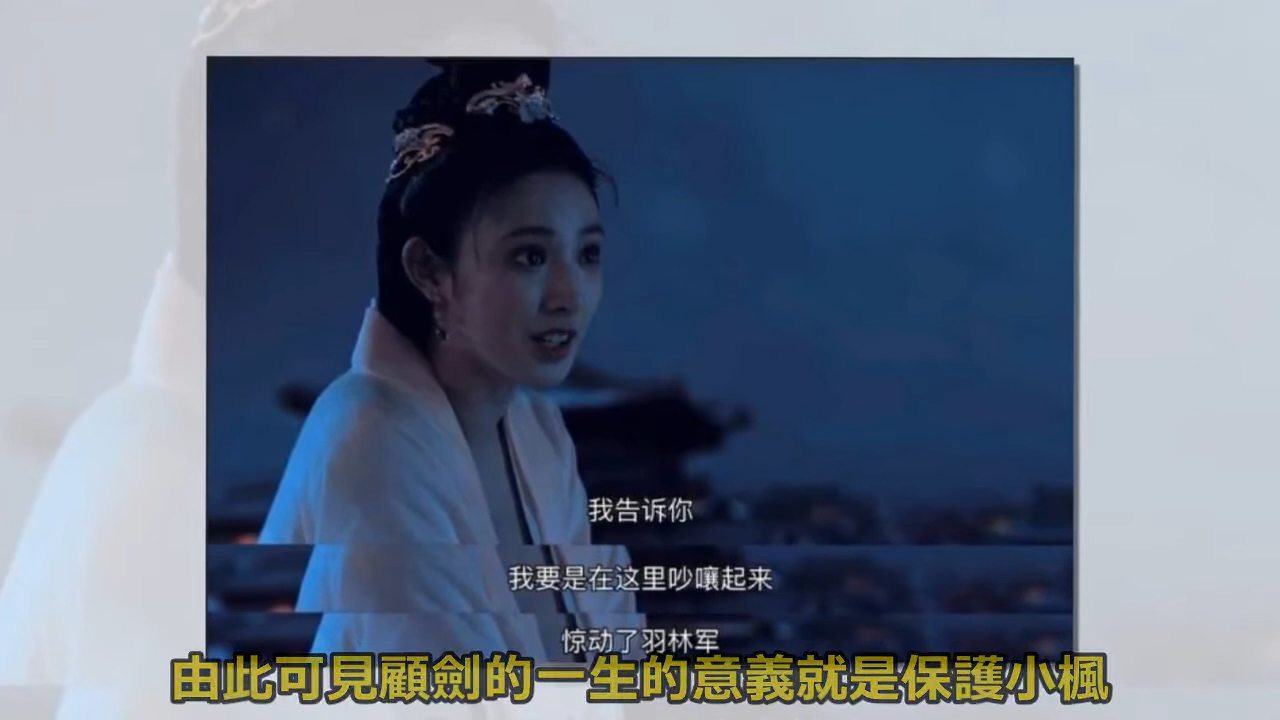 我告诉你
我要是在这里吵嚷起来
惊动了羽林军
由此可見顧劍的一生的意義就是保護小楓